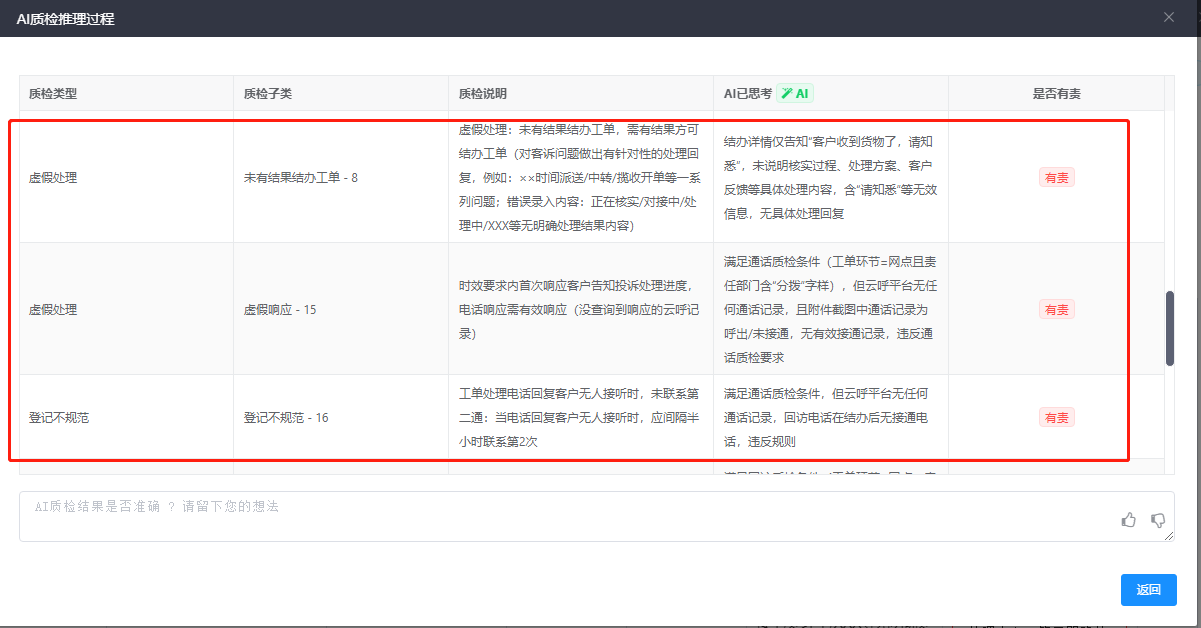 AI质检推理过程
质检类型 质检子类 质检说明 AI已思考 AI 是否有责
虚假处理
未有结果结办工单 - 8
虚假处理：未有结果结办工单，需有结果方可
结办工单（对客诉问题做出有针对性的处理回
复，例如：××时间派送/中转/揽收开单等一系
列问题；错误录入内容：正在核实/对接中/处
理中/XXX等无明确处理结果内容）
结办详情仅告知“客户收到货物了，请知
悉”，未说明核实过程、处理方案、客户
反馈等具体处理内容，含“请知悉”等无效
信息，无具体处理回复
有责
虚假处理
虚假响应 - 15
时效要求内首次响应客户告知投诉处理进度，
电话响应需有效响应（没查询到响应的云呼记
录）
满足通话质检条件（工单环节=网点且责
任部门含“分拨”字样），但云呼平台无任
何通话记录，且附件截图中通话记录为
呼出/未接通，无有效接通记录，违反通
话质检要求
有责
登记不规范
登记不规范 - 16
工单处理电话回复客户无人接听时，未联系第
二通：当电话回复客户无人接听时，应间隔半
小时联系第2次
满足通话质检条件，但云呼平台无任何
通话记录，回访电话在结办后无接通电
话，违反规则
有责
AI质检结果是否准确 ？ 请留下您的想法
返回